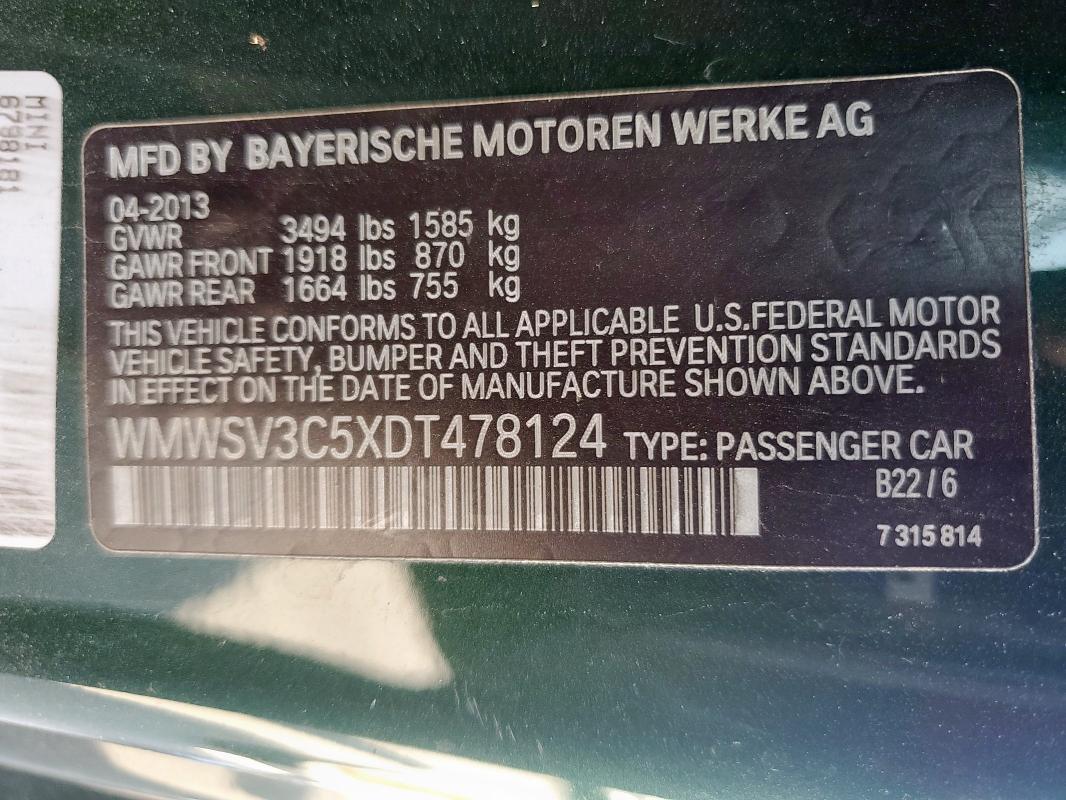 MINI
6798181
MFD BY BAYERISCHE MOTOREN WERKE AG
04-2013
GVWR 3494 lbs 1585 kg
GAWR FRONT 1918 lbs 870 kg
GAWR REAR 1664 lbs 755 kg
THIS VEHICLE CONFORMS TO ALL APPLICABLE U.S.FEDERAL MOTOR
VEHICLE SAFETY, BUMPER AND THEFT PREVENTION STANDARDS
IN EFFECT ON THE DATE OF MANUFACTURE SHOWN ABOVE.
WMWSV3C5XDT478124 TYPE: PASSENGER CAR
B22/6
7 315 814